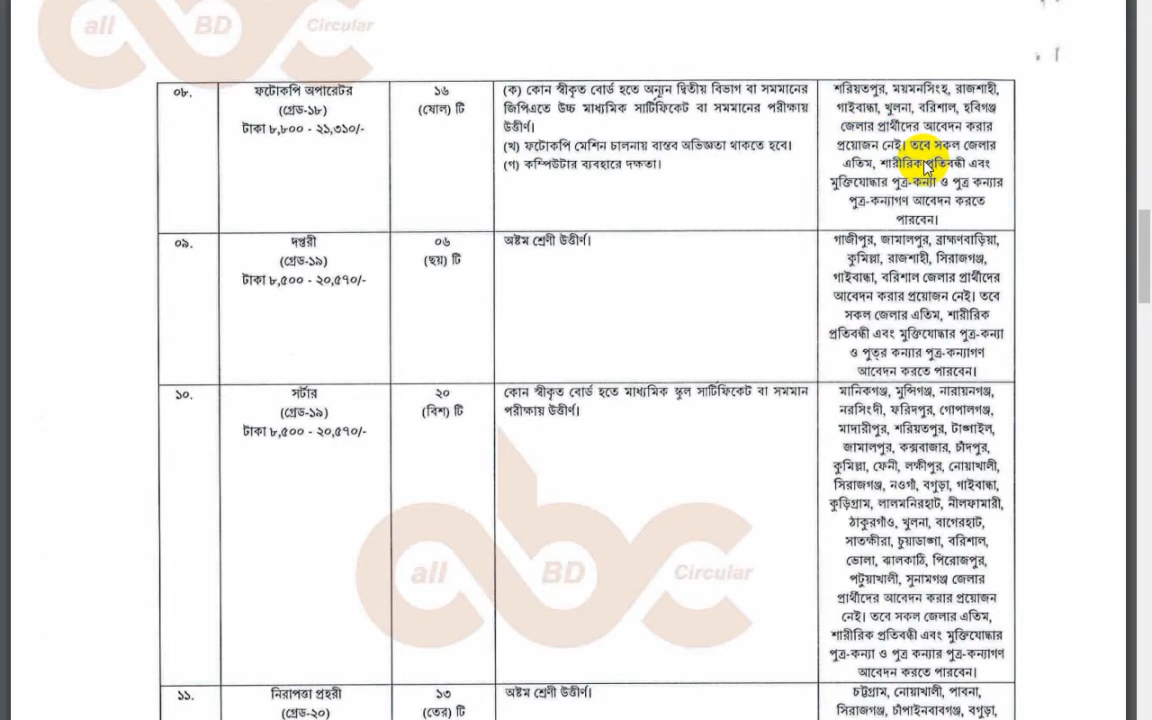 all BD Circular
০৮.
ফটোকপি অপারেটর
(গ্রেড-১৮)
টাকা ৮,৮০০ - ২১,৩১০/-
১৬
(ষোল) টি
(ক) কোন স্বীকৃত বোর্ড হতে অন্যূন দ্বিতীয় বিভাগ বা সমমানের
জিপিএতে উচ্চ মাধ্যমিক সার্টিফিকেট বা সমমানের পরীক্ষায়
উত্তীর্ণ।
(খ) ফটোকপি মেশিন চালনায় বাস্তব অভিজ্ঞতা থাকতে হবে।
(গ) কম্পিউটার ব্যবহারে দক্ষতা।
শরিয়তপুর, ময়মনসিংহ, রাজশাহী,
গাইবান্ধা, খুলনা, বরিশাল, হবিগঞ্জ
জেলার প্রার্থীদের আবেদন করার
প্রয়োজন নেই। তবে সকল জেলার
এতিম, শারীরিক প্রতিবন্ধী এবং
মুক্তিযোদ্ধার পুত্র-কন্যা ও পুত্র কন্যার
পুত্র-কন্যাগণ আবেদন করতে
পারবেন।
০৯.
দপ্তরী
(গ্রেড-১৯)
টাকা ৮,৫০০ - ২০,৫৭০/-
০৬
(ছয়) টি
অষ্টম শ্রেণী উত্তীর্ণ।
গাজীপুর, জামালপুর, ব্রাহ্মণবাড়িয়া,
কুমিল্লা, রাজশাহী, সিরাজগঞ্জ,
গাইবান্ধা, বরিশাল জেলার প্রার্থীদের
আবেদন করার প্রয়োজন নেই। তবে
সকল জেলার এতিম, শারীরিক
প্রতিবন্ধী এবং মুক্তিযোদ্ধার পুত্র-কন্যা
ও পুত্র কন্যার পুত্র-কন্যাগণ
আবেদন করতে পারবেন।
১০.
সর্টার
(গ্রেড-১৯)
টাকা ৮,৫০০ - ২০,৫৭০/-
২০
(বিশ) টি
কোন স্বীকৃত বোর্ড হতে মাধ্যমিক স্কুল সার্টিফিকেট বা সমমান
পরীক্ষায় উত্তীর্ণ।
মানিকগঞ্জ, মুন্সিগঞ্জ, নারায়নগঞ্জ,
নরসিংদী, ফরিদপুর, গোপালগঞ্জ,
মাদারীপুর, শরিয়তপুর, টাঙ্গাইল,
জামালপুর, কক্সবাজার, চাঁদপুর,
কুমিল্লা, ফেনী, লক্ষীপুর, নোয়াখালী,
সিরাজগঞ্জ, নওগাঁ, বগুড়া, গাইবান্ধা,
কুড়িগ্রাম, লালমনিরহাট, নীলফামারী,
ঠাকুরগাঁও, খুলনা, বাগেরহাট,
সাতক্ষীরা, চুয়াডাঙ্গা, বরিশাল,
ভোলা, ঝালকাঠি, পিরোজপুর,
পটুয়াখালী, সুনামগঞ্জ জেলার
প্রার্থীদের আবেদন করার প্রয়োজন
নেই। তবে সকল জেলার এতিম,
শারীরিক প্রতিবন্ধী এবং মুক্তিযোদ্ধার
পুত্র-কন্যা ও পুত্র কন্যার পুত্র-কন্যাগণ
আবেদন করতে পারবেন।
all BD Circular
১১.
নিরাপত্তা প্রহরী
(গ্রেড-২০)
১৩
(তের) টি
অষ্টম শ্রেণী উত্তীর্ণ।
চট্টগ্রাম, নোয়াখালী, পাবনা,
সিরাজগঞ্জ, চাঁপাইনবাবগঞ্জ, বগুড়া,